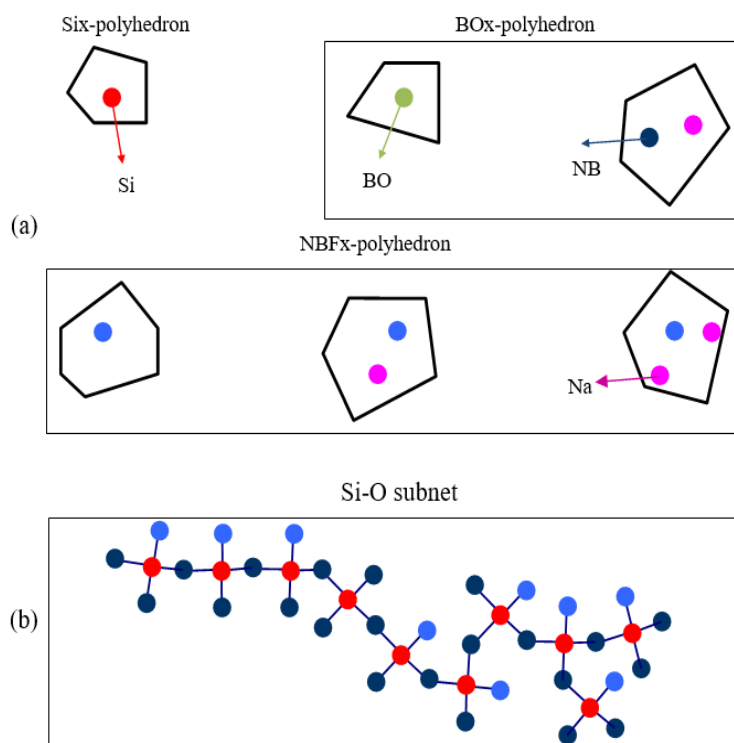 Six-polyhedron
BOx-polyhedron
Si
BO
NB
(a)
NBFx-polyhedron
Na
Si-O subnet
(b)